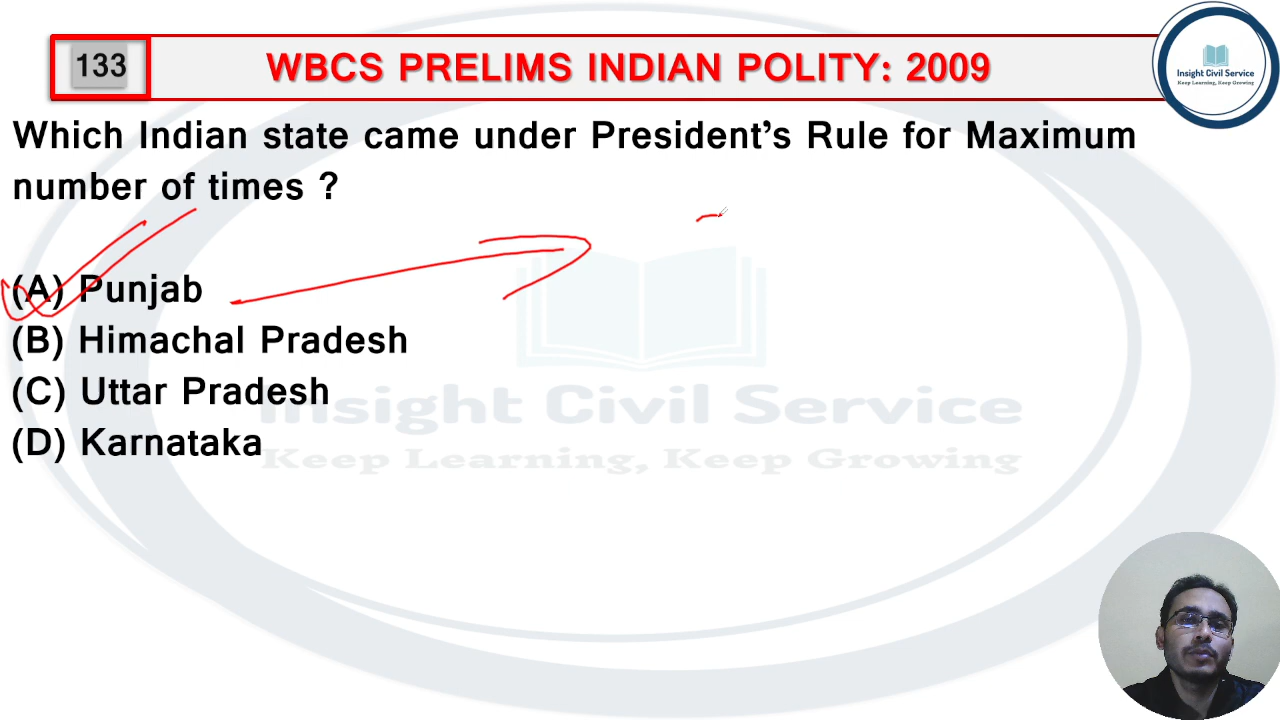 133
WBCS PRELIMS INDIAN POLITY: 2009
Insight Civil Service
Keep Learning, Keep Growing
Which Indian state came under President's Rule for Maximum
number of times ?
(A) Punjab
(B) Himachal Pradesh
(C) Uttar Pradesh
(D) Karnataka
Insight Civil Service
Keep Learning, Keep Growing